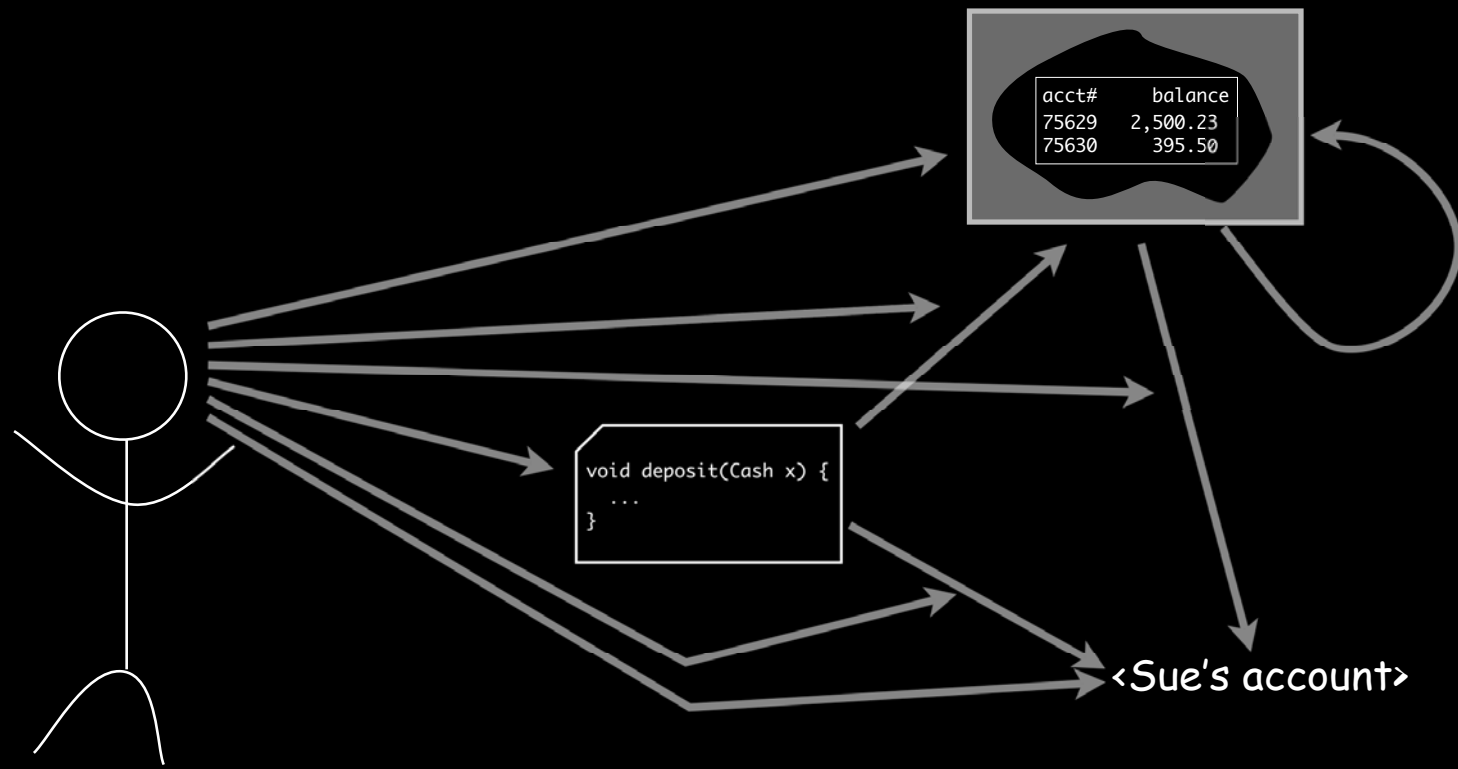 acct# balance
75629 2,500.23
75630 395.50
void deposit(Cash x) {
...
}
<Sue's account>